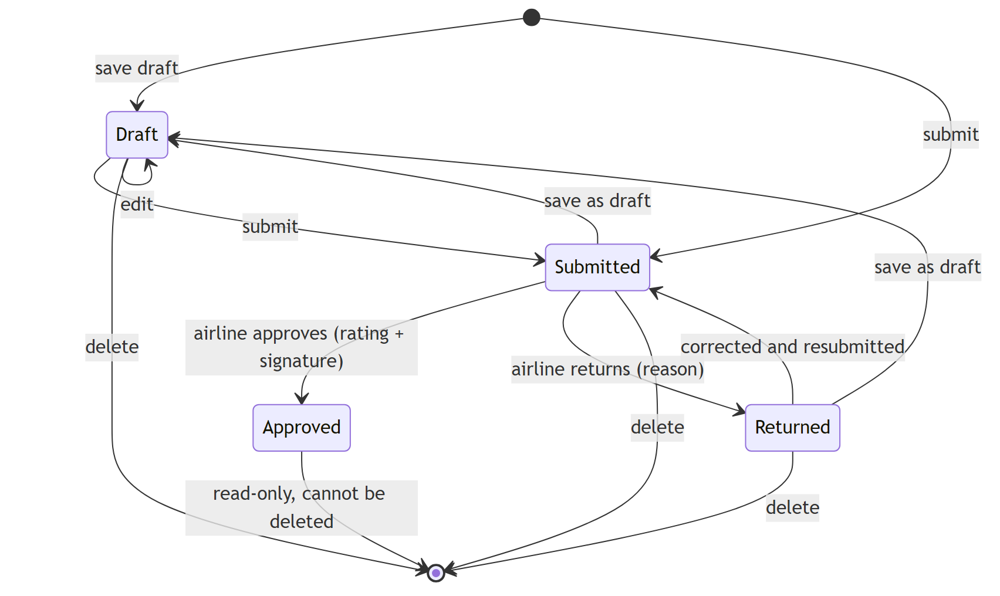 save draft
Draft
submit
edit
save as draft
submit
Submitted
save as draft
airline approves (rating +
signature)
delete
corrected and resubmitted
airline returns (reason)
Approved
delete
Returned
read-only, cannot be
deleted
delete